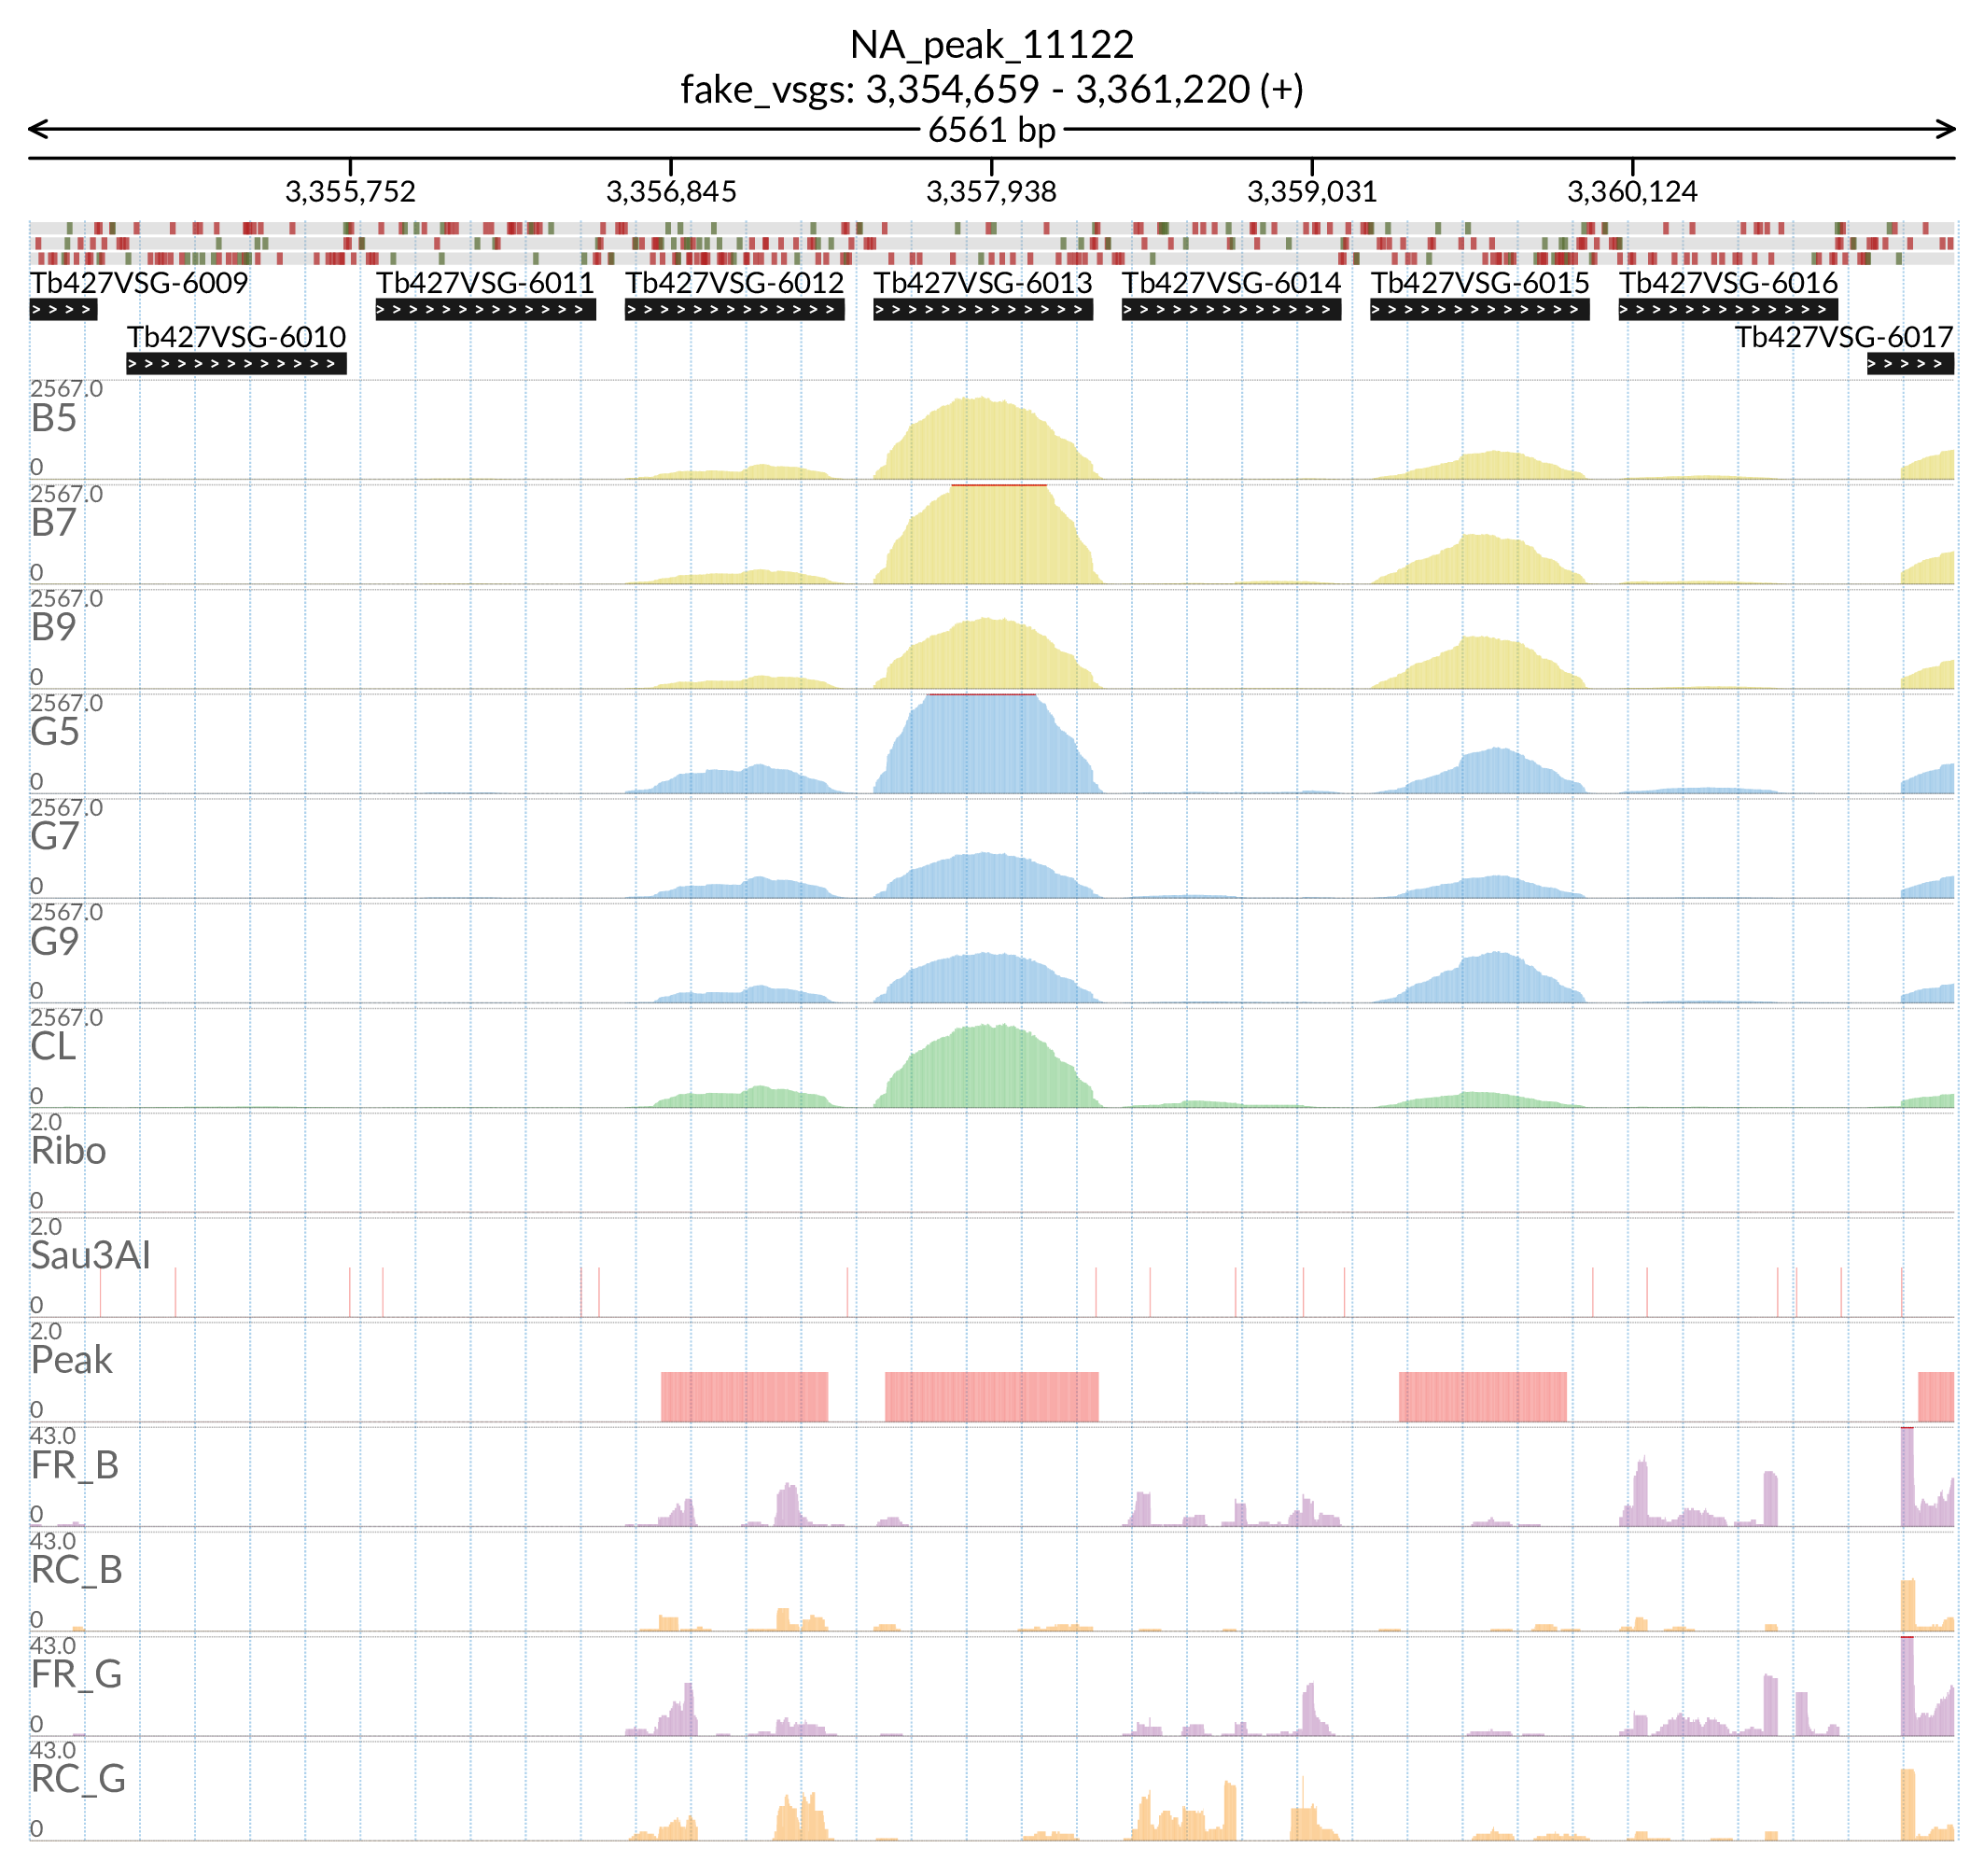 NA_peak_11122
fake_vsgs: 3,354,659 - 3,361,220 (+)
6561 bp
3,355,752 3,356,845 3,357,938 3,359,031 3,360,124
Tb427VSG-6009 Tb427VSG-6011 Tb427VSG-6012 Tb427VSG-6013 Tb427VSG-6014 Tb427VSG-6015 Tb427VSG-6016
Tb427VSG-6010 Tb427VSG-6017
2567.0
B5
0
2567.0
B7
0
2567.0
B9
0
2567.0
G5
0
2567.0
G7
0
2567.0
G9
0
2567.0
CL
0
2.0
Ribo
0
2.0
Sau3AI
0
2.0
Peak
0
43.0
FR_B
0
43.0
RC_B
0
43.0
FR_G
0
43.0
RC_G
0